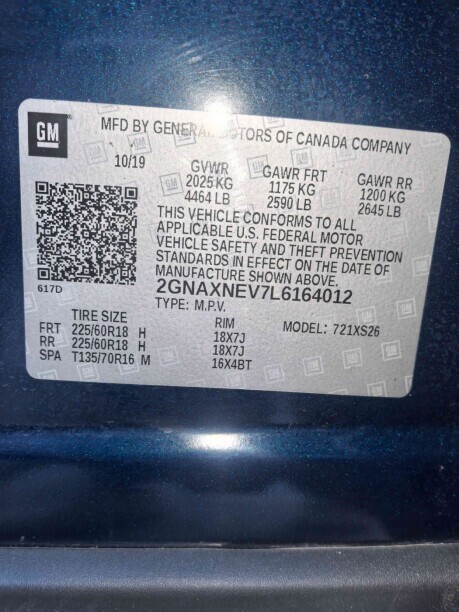 GM
MFD BY GENERAL MOTORS OF CANADA COMPANY
10/19
GVWR
2025 KG
4464 LB
GAWR FRT
1175 KG
2590 LB
GAWR RR
1200 KG
2645 LB
THIS VEHICLE CONFORMS TO ALL
APPLICABLE U.S. FEDERAL MOTOR
VEHICLE SAFETY AND THEFT PREVENTION
STANDARDS IN EFFECT ON THE DATE OF
MANUFACTURE SHOWN ABOVE.
617D
2GNAXNEV7L6164012
TYPE: M.P.V.
TIRE SIZE
RIM
MODEL: 721XS26
FRT 225/60R18 H 18X7J
RR 225/60R18 H 18X7J
SPA T135/70R16 M 16X4BT